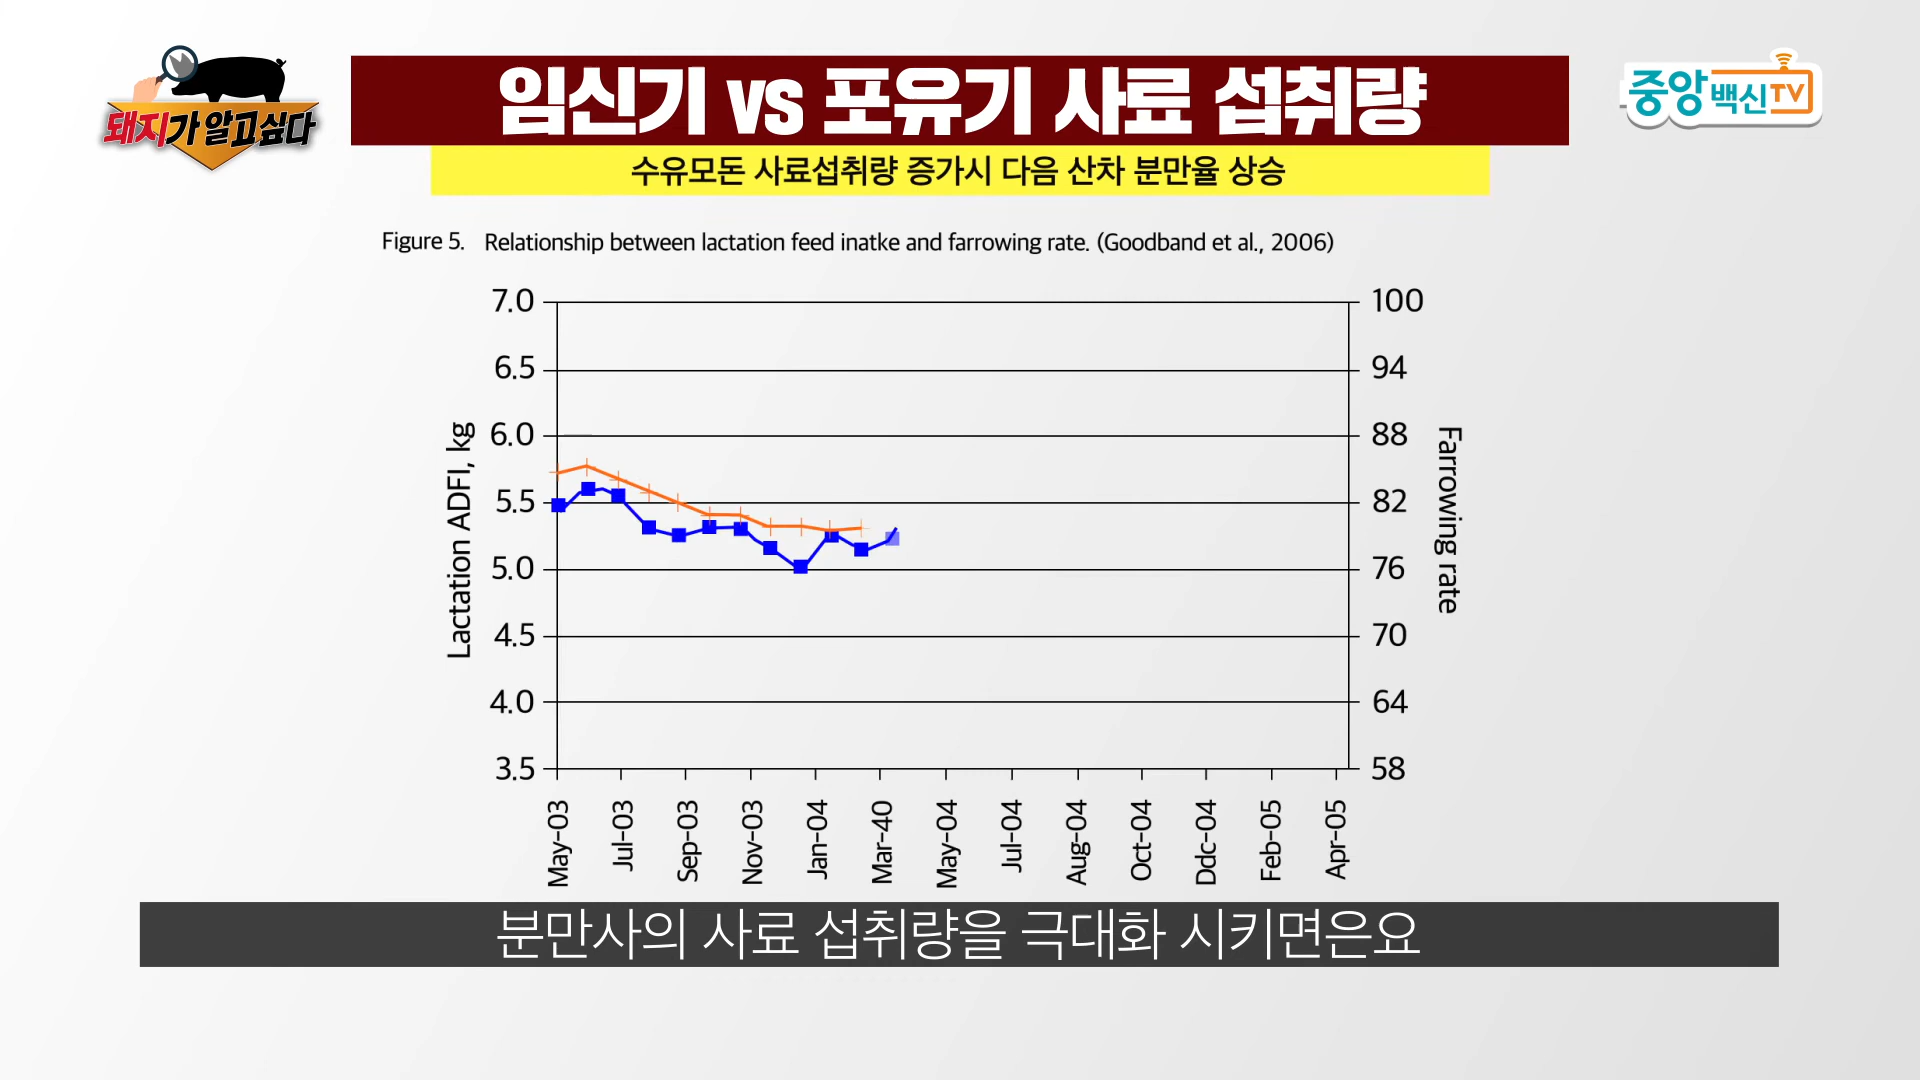 돼지가 알고싶다
임신기 vs 포유기 사료 섭취량
중앙백신TV
수유모돈 사료섭취량 증가시 다음 산차 분만율 상승
Figure 5. Relationship between lactation feed inatke and farrowing rate. (Goodband et al., 2006)
Lactation ADFI, kg
7.0
6.5
6.0
5.5
5.0
4.5
4.0
3.5
100
94
88
82
76
70
64
58
Farrowing rate
May-03
Jul-03
Sep-03
Nov-03
Jan-04
Mar-40
May-04
Jul-04
Aug-04
Oct-04
Ddc-04
Feb-05
Apr-05
분만사의 사료 섭취량을 극대화 시키면은요